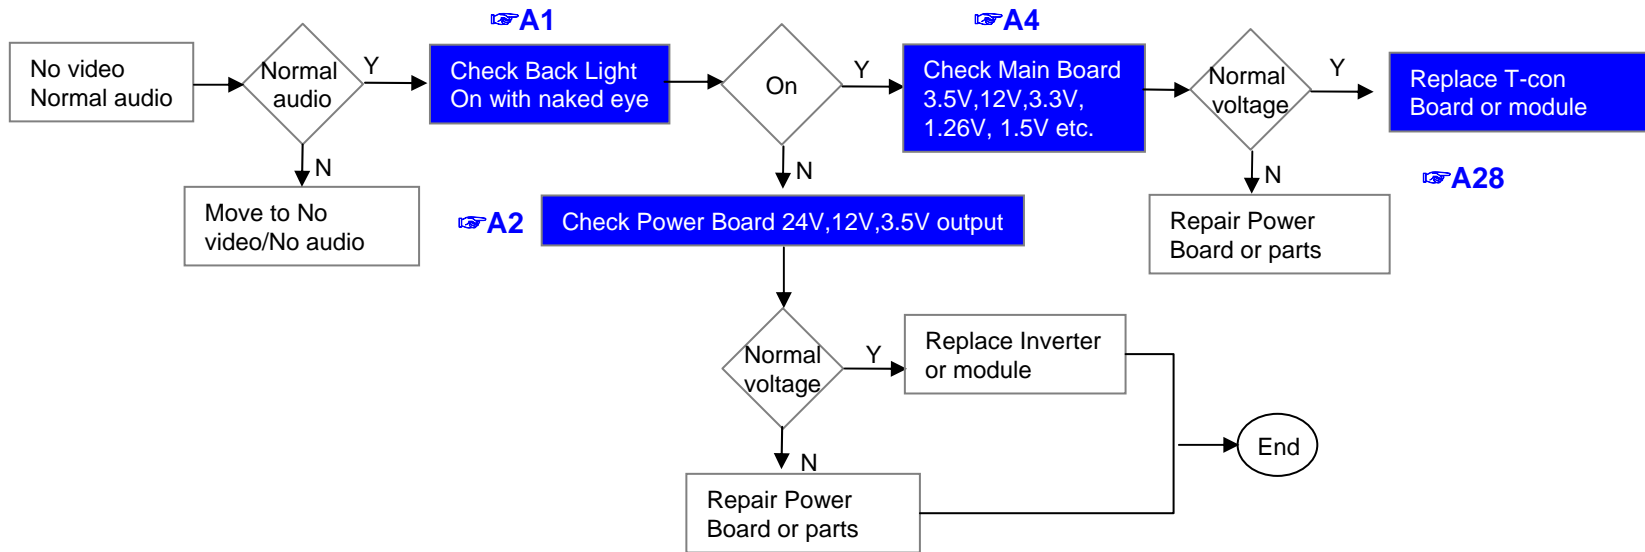 ☞A1
☞A4
No video
Normal audio
Normal
audio
Y
Check Back Light
On with naked eye
On
Y
Check Main Board
3.5V,12V,3.3V,
1.26V, 1.5V etc.
Normal
voltage
Y
Replace T-con
Board or module
N
Move to No
video/No audio
N
☞A2
Check Power Board 24V,12V,3.5V output
N
Repair Power
Board or parts
☞A28
Normal
voltage
Y
Replace Inverter
or module
N
Repair Power
Board or parts
End